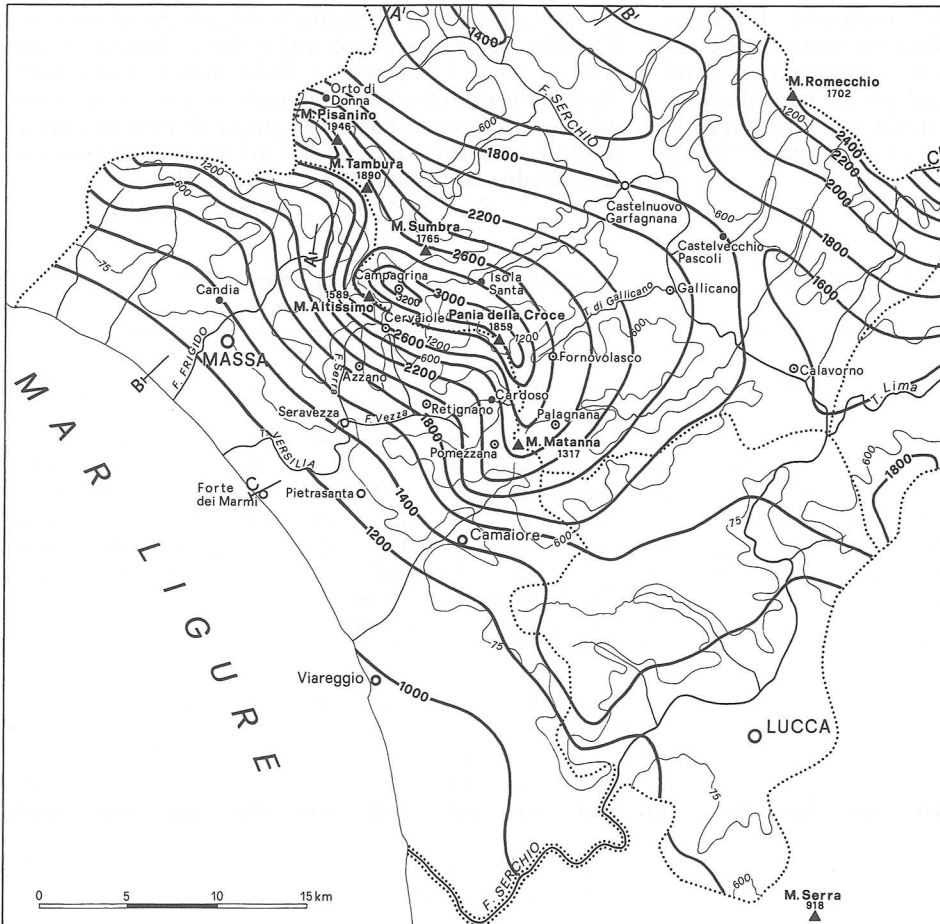 A'
1400
B'
Orto di
Donna
F. SERCHIO
M. Romecchio
1702
M. Pisanino
1946
600
1200
2400
C'
1200
1800
2200
M. Tambura
1890
2000
600
Castelnuovo
Garfagnana
2200
M. Sumbra
1765
600
1800
75
A
2600
Castelvecchio
Pascoli
Campagrina
Isola
Santa
1600
Candia
1589
3200
3000
Gallicano
M. Altissimo
T. di Gallicano
Cervaiole
Pania della Croce
1859
1200
1200
2600
600
MASSA
F. FRIGIDO
600
Fornovolasco
F. Serra
Azzano
2200
Calavorno
B
Cardoso
T. Lima
Retignano
Palagnana
Seravezza
F. Vezza
1800
M. Matanna
1317
T. VERSILIA
Pomezzana
600
1800
C
Forte
dei Marmi
Pietrasanta
1400
75
1200
Camaiore
600
MAR LIGURE
75
Viareggio
1000
LUCCA
75
F. SERCHIO
600
0 5 10 15 km
M. Serra
918